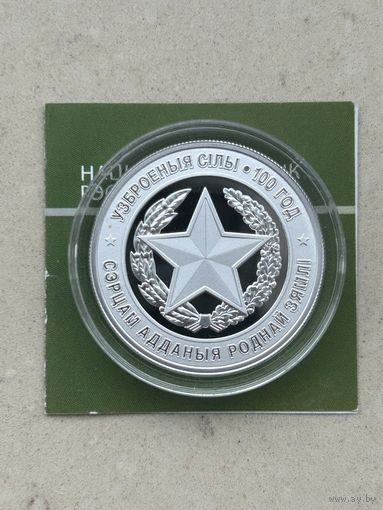 УЗБРОЕНЫЯ СІЛЫ • 100 ГОД
СЭРЦАМ АДДАНЫЯ РОДНАЙ ЗЯМЛІ
www.ay.by